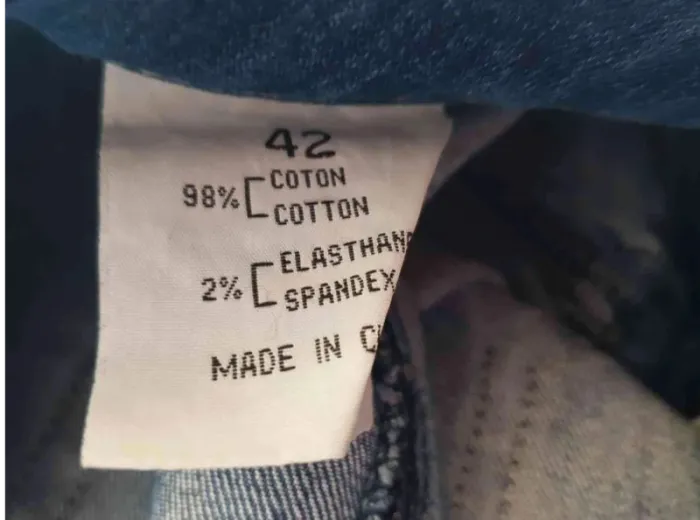 42
98% COTON
COTTON
2% ELASTHAN
SPANDEX
MADE IN